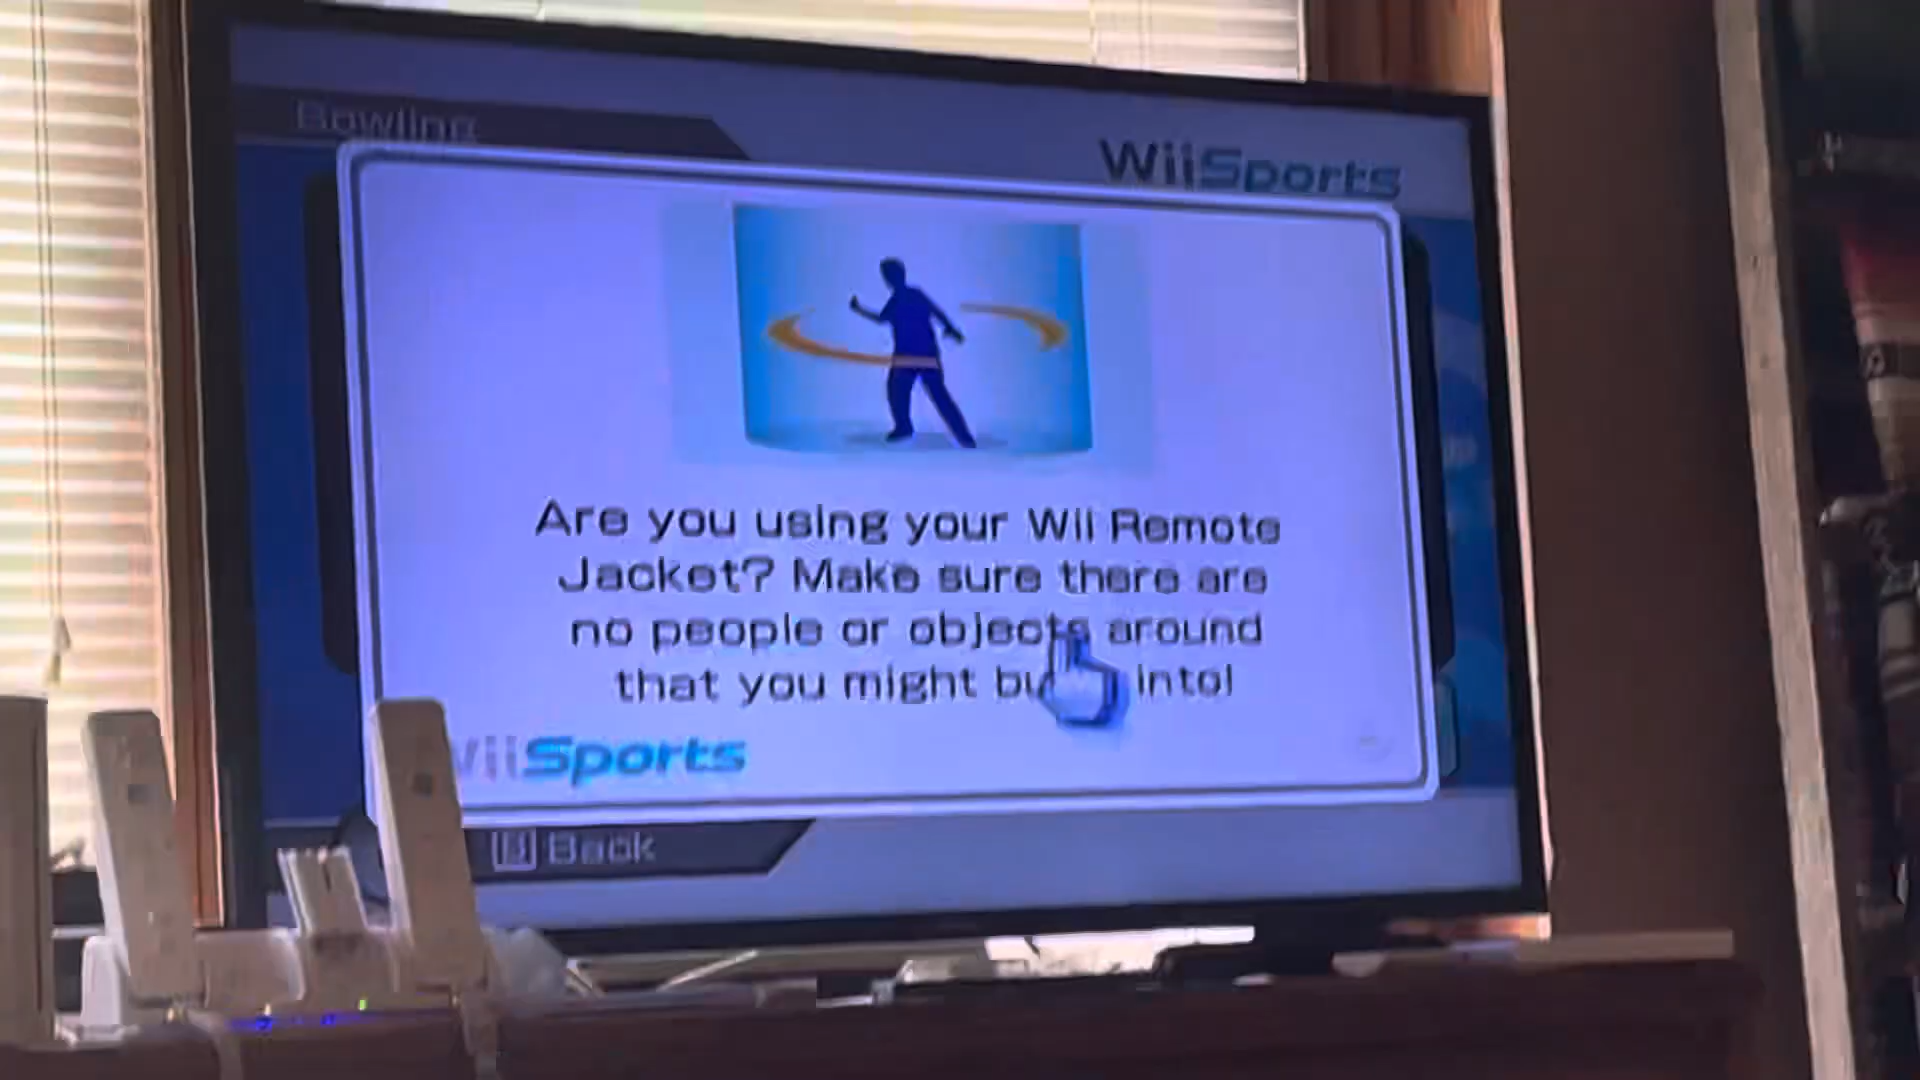 Bowling
WiiSports
Are you using your Wii Remote
Jacket? Make sure there are
no people or objects around
that you might into!
WiiSports
B Back